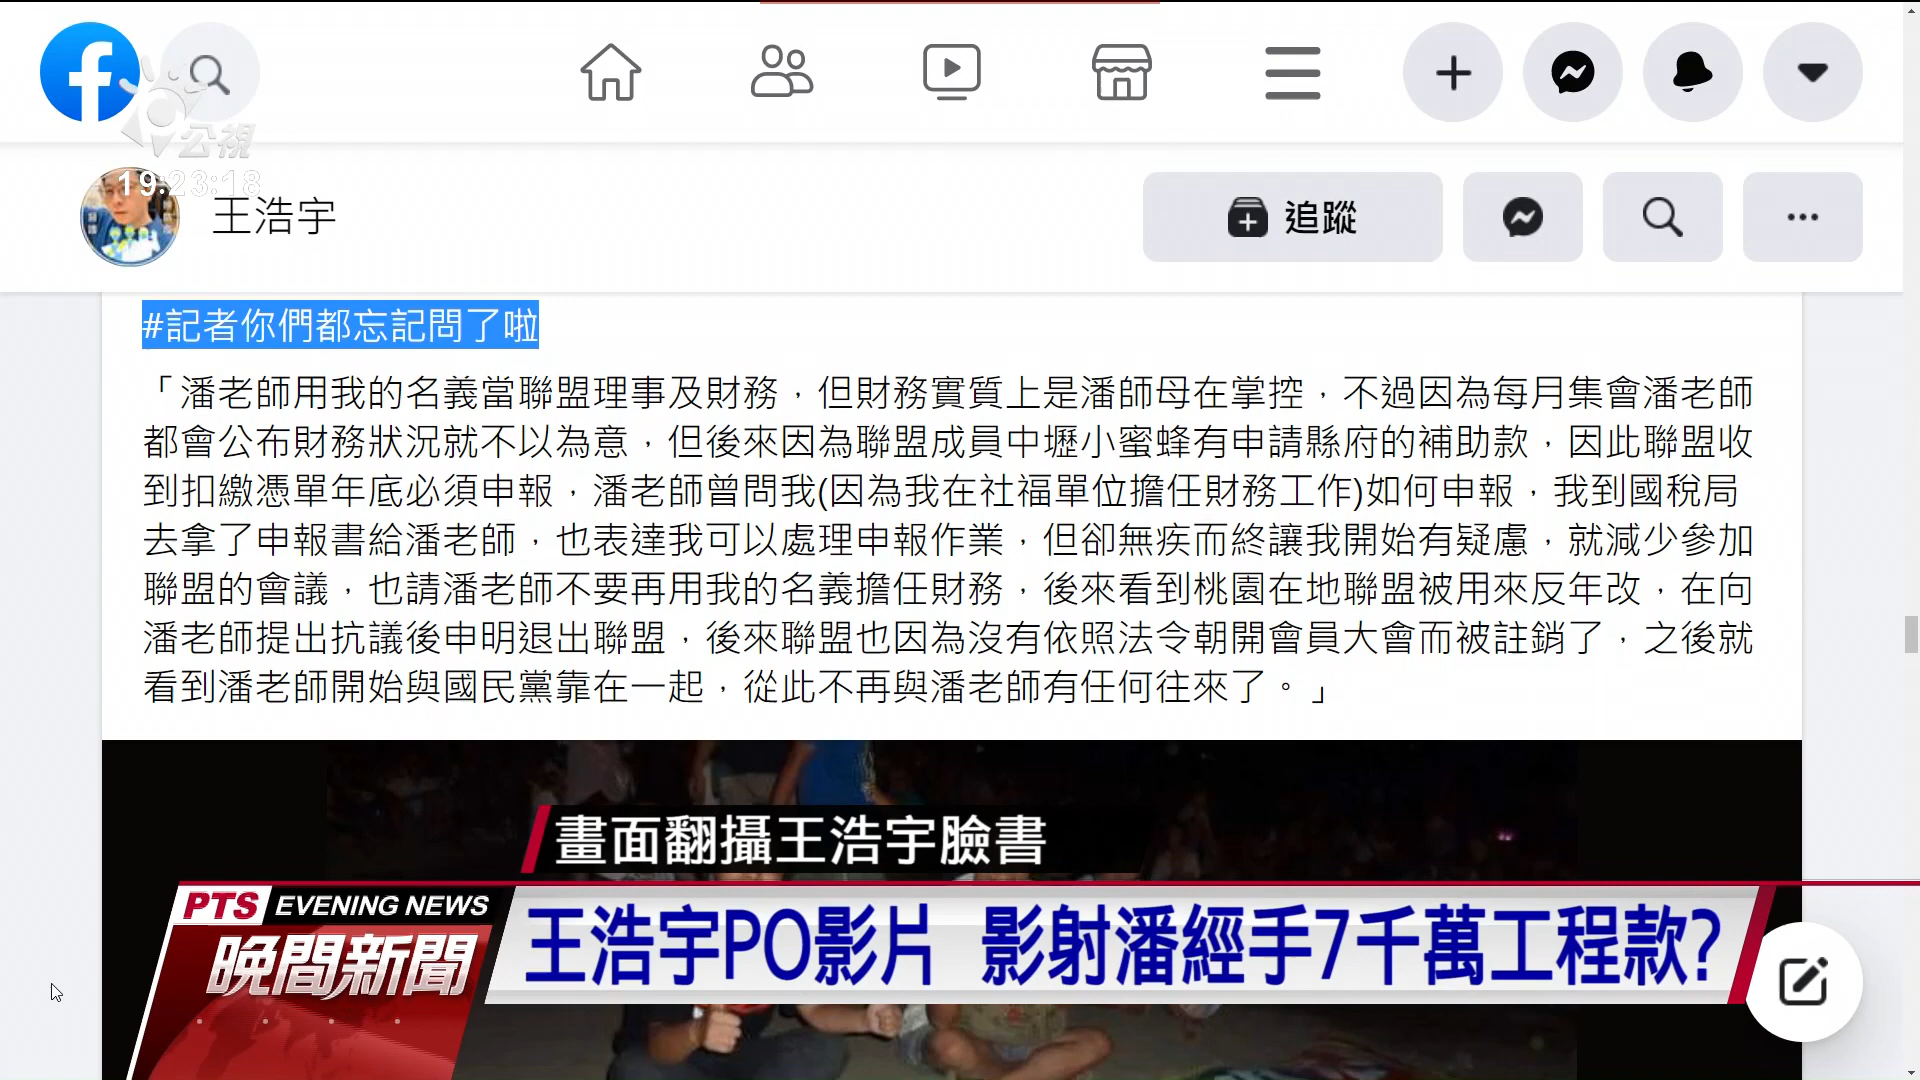 公視
19:23:18
王浩宇
追蹤
#記者你們都忘記問了啦
「潘老師用我的名義當聯盟理事及財務，但財務實質上是潘師母在掌控，不過因為每月集會潘老師
都會公布財務狀況就不以為意，但後來因為聯盟成員中壢小蜜蜂有申請縣府的補助款，因此聯盟收
到扣繳憑單年底必須申報，潘老師曾問我(因為我在社福單位擔任財務工作)如何申報，我到國稅局
去拿了申報書給潘老師，也表達我可以處理申報作業，但卻無疾而終讓我開始有疑慮，就減少參加
聯盟的會議，也請潘老師不要再用我的名義擔任財務，後來看到桃園在地聯盟被用來反年改，在向
潘老師提出抗議後申明退出聯盟，後來聯盟也因為沒有依照法令朝開會員大會而被註銷了，之後就
看到潘老師開始與國民黨靠在一起，從此不再與潘老師有任何往來了。」
畫面翻攝王浩宇臉書
PTS EVENING NEWS
晚間新聞
王浩宇PO影片 影射潘經手7千萬工程款?